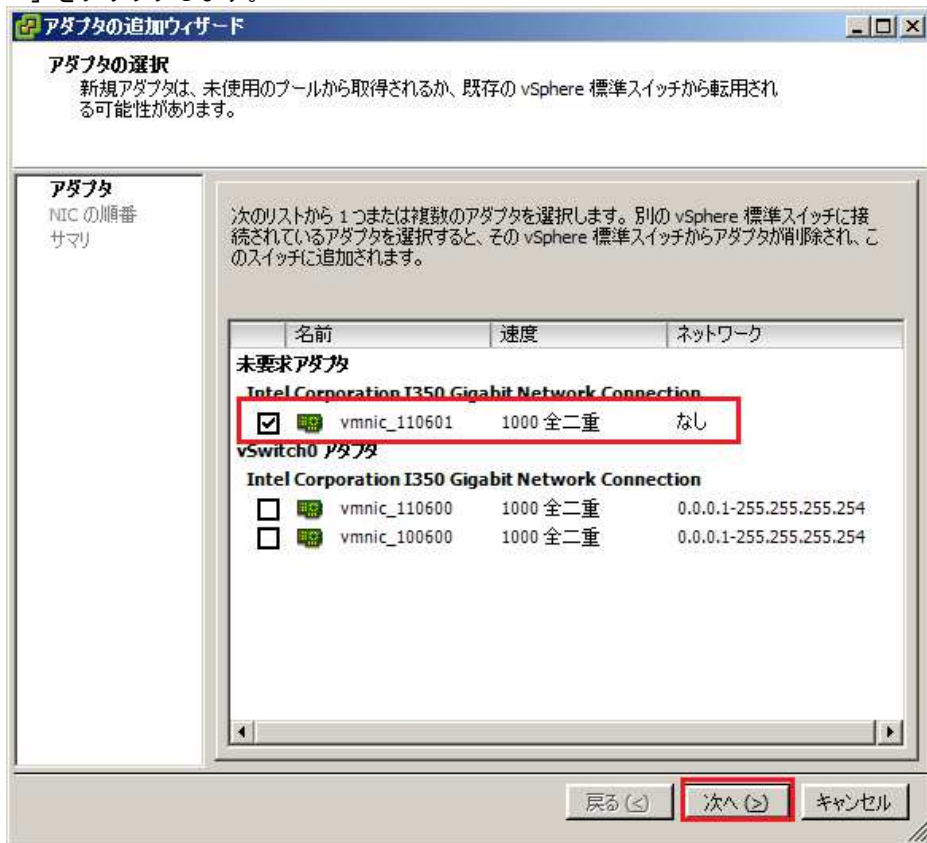 アダプタの追加ウィザード
アダプタの選択
新規アダプタは、未使用のプールから取得されるか、既存の vSphere 標準スイッチから転用され
る可能性があります。
アダプタ
NIC の順番
サマリ
次のリストから 1 つまたは複数のアダプタを選択します。別の vSphere 標準スイッチに接
続されているアダプタを選択すると、その vSphere 標準スイッチからアダプタが削除され、こ
のスイッチに追加されます。
名前 速度 ネットワーク
未要求アダプタ
Intel Corporation I350 Gigabit Network Connection
vmnic_110601 1000 全二重 なし
vSwitch0 アダプタ
Intel Corporation I350 Gigabit Network Connection
vmnic_110600 1000 全二重 0.0.0.1-255.255.255.254
vmnic_100600 1000 全二重 0.0.0.1-255.255.255.254
戻る(<) 次へ(>) キャンセル